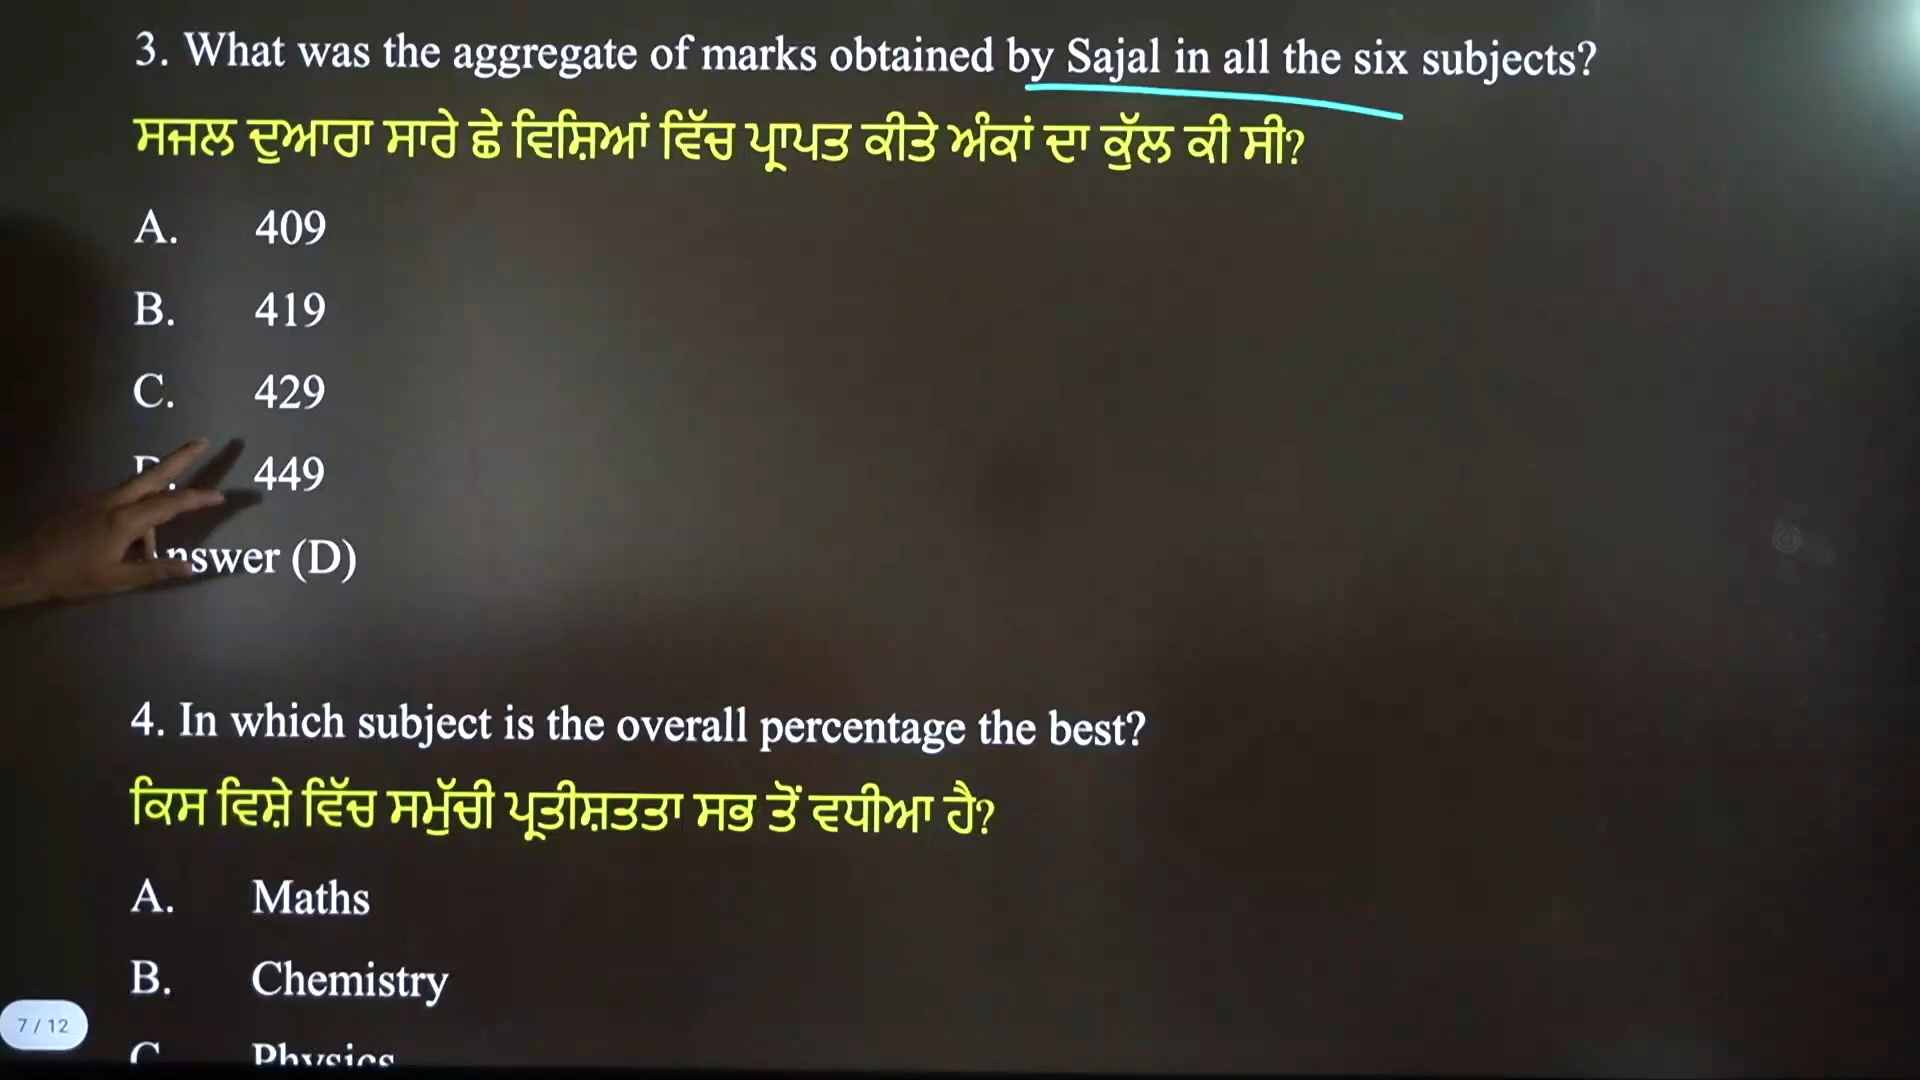 3. What was the aggregate of marks obtained by Sajal in all the six subjects?
ਸਜਲ ਦੁਆਰਾ ਸਾਰੇ ਛੇ ਵਿਸ਼ਿਆਂ ਵਿੱਚ ਪ੍ਰਾਪਤ ਕੀਤੇ ਅੰਕਾਂ ਦਾ ਕੁੱਲ ਕੀ ਸੀ?
A. 409
B. 419
C. 429
449
(D)
4. In which subject is the overall percentage the best?
ਕਿਸ ਵਿਸ਼ੇ ਵਿੱਚ ਸਮੁੱਚੀ ਪ੍ਰਤੀਸ਼ਤਤਾ ਸਭ ਤੋਂ ਵਧੀਆ ਹੈ?
A. Maths
B. Chemistry
C Physics
7 / 12